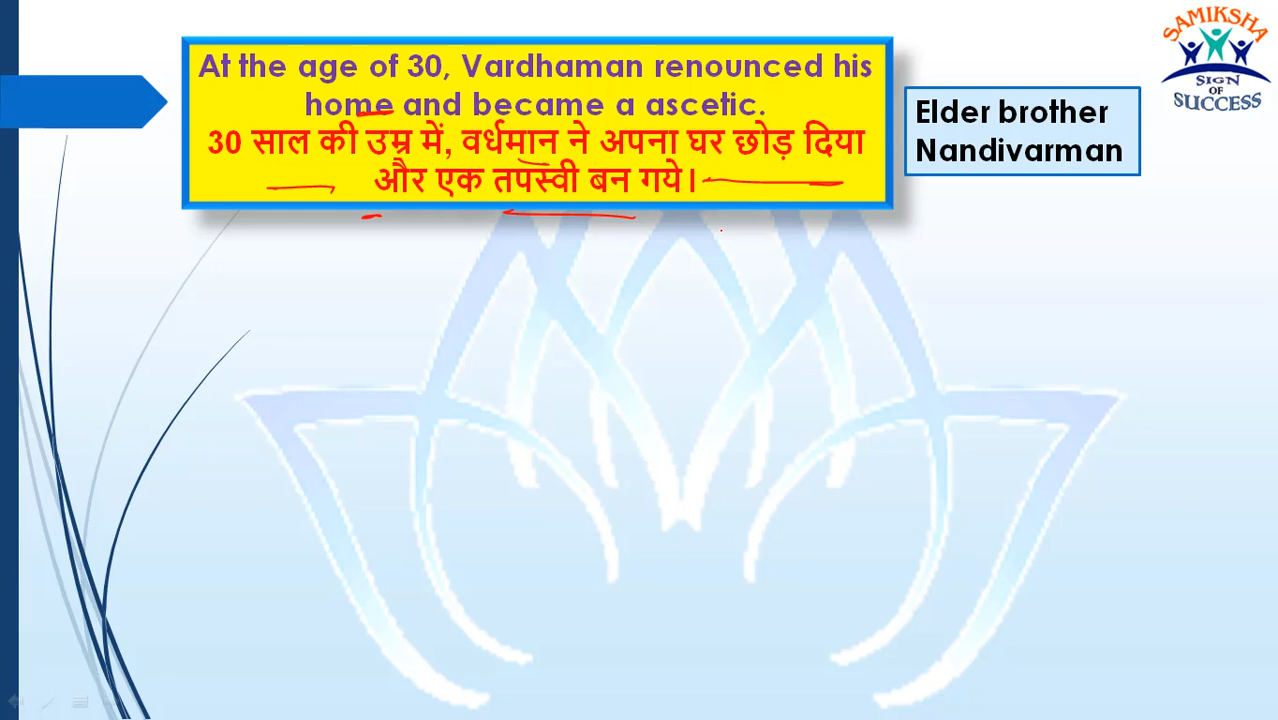 At the age of 30, Vardhaman renounced his
home and became a ascetic.
30 साल की उम्र में, वर्धमान ने अपना घर छोड़ दिया
और एक तपस्वी बन गये।
Elder brother
Nandivarman
SAMIKSHA
SIGN
OF
SUCCESS